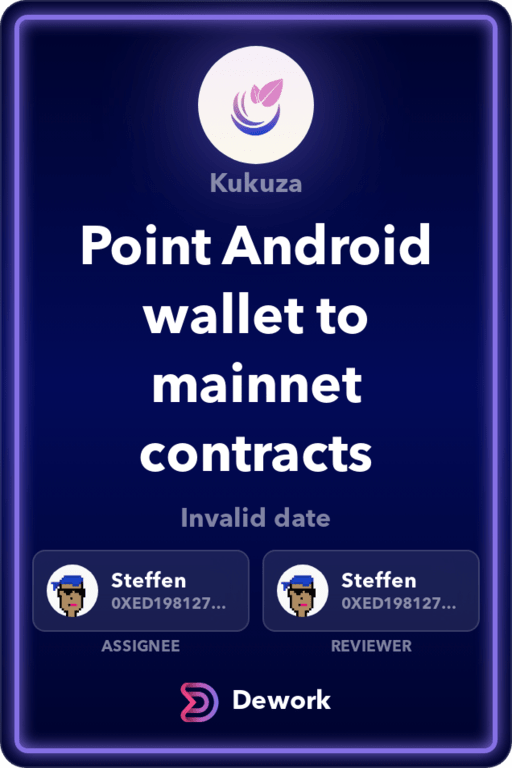 Kukuza
Point Android
wallet to
mainnet
contracts
Invalid date
Steffen
0XED198127...
ASSIGNEE
Steffen
0XED198127...
REVIEWER
Dework